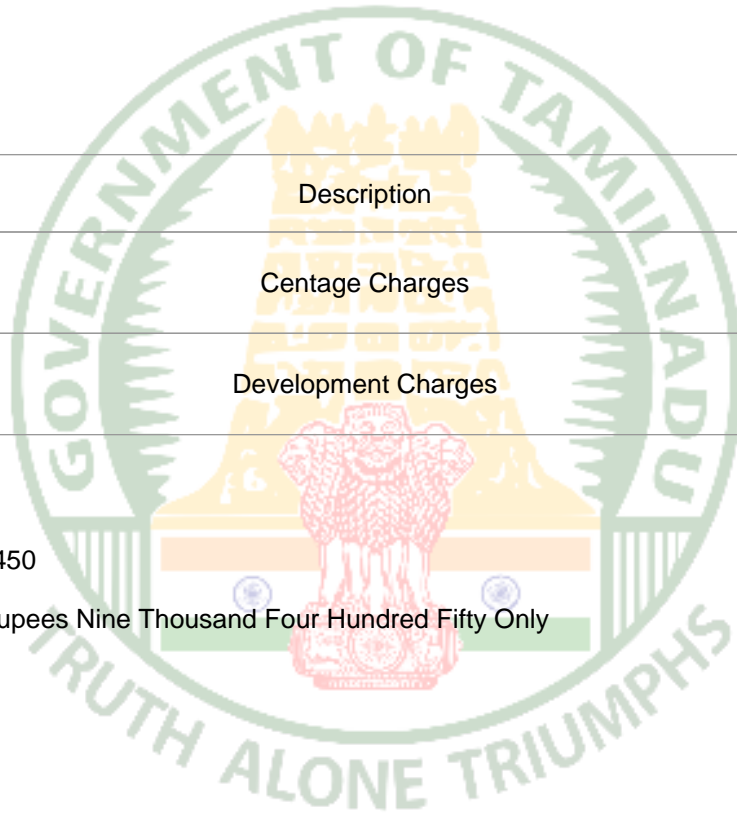 GOVERNMENT OF TAMILNADU
Description
Centage Charges
Development Charges
450
upees Nine Thousand Four Hundred Fifty Only
TRUTH ALONE TRIUMPHS